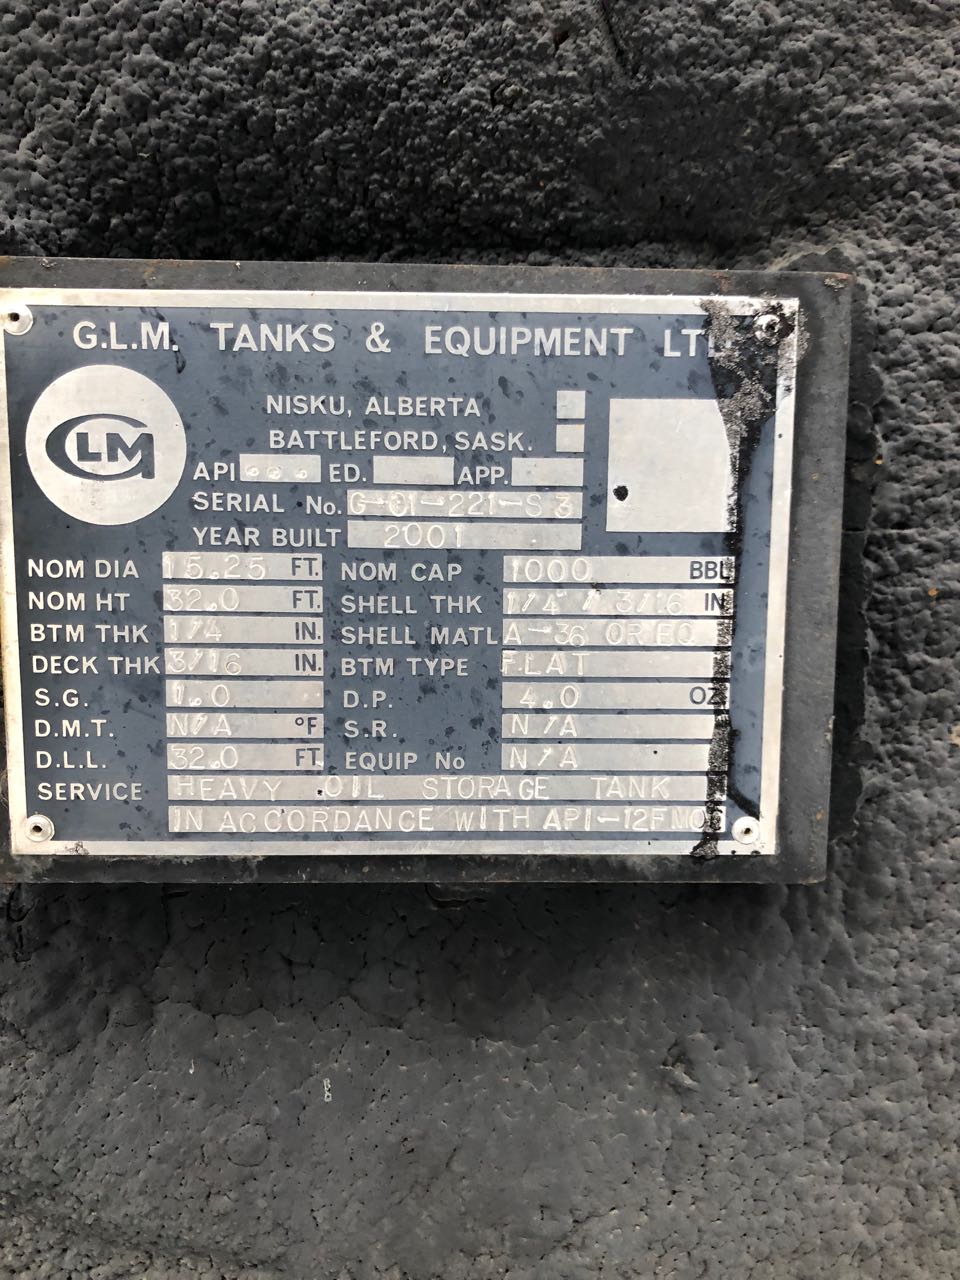 G.L.M. TANKS & EQUIPMENT LTD.
GLM
NISKU, ALBERTA
BATTLEFORD, SASK.
API ED. APP.
SERIAL No. G-01-221-S3
YEAR BUILT 2001
NOM DIA 15.25 FT. NOM CAP 1000 BBL
NOM HT 32.0 FT. SHELL THK 1/4 / 3/16 IN
BTM THK 1/4 IN. SHELL MATL A-36 OR EQ
DECK THK 3/16 IN. BTM TYPE FLAT
S.G. 1.0 D.P. 4.0 OZ
D.M.T. N/A °F S.R. N/A
D.L.L. 32.0 FT. EQUIP No N/A
SERVICE HEAVY OIL STORAGE TANK
IN ACCORDANCE WITH API-12F MOD